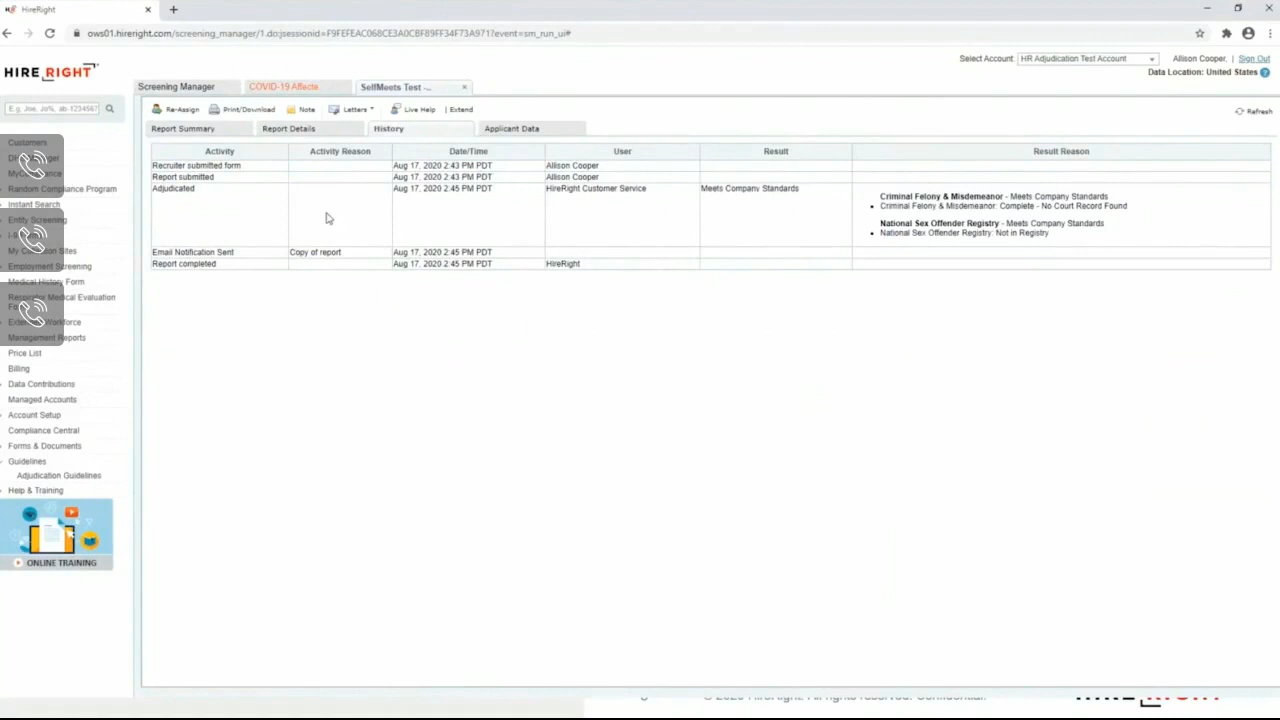 HireRight
ows01.hireright.com/screening_manager/1.do;jsessionid=F9FEFEAC068CE3A0CBF89FF34F73A971?event=sm_run_ui#
Select Account: HR Adjudication Test Account Allison Cooper, | Sign Out
HIRE RIGHT
Data Location: United States ?
Screening Manager COVID-19 Affecte SelfMeets Test -...
E.g. Joe, Jo%, ab-1234567
Re-Assign Print/Download Note Letters Live Help | Extend
Refresh
Report Summary Report Details History Applicant Data
Activity Activity Reason Date/Time User Result Result Reason
Recruiter submitted form Aug 17, 2020 2:43 PM PDT Allison Cooper
Report submitted Aug 17, 2020 2:43 PM PDT Allison Cooper
Adjudicated Aug 17, 2020 2:45 PM PDT HireRight Customer Service Meets Company Standards
Criminal Felony & Misdemeanor - Meets Company Standards
• Criminal Felony & Misdemeanor: Complete - No Court Record Found
National Sex Offender Registry - Meets Company Standards
• National Sex Offender Registry: Not in Registry
Email Notification Sent Copy of report Aug 17, 2020 2:45 PM PDT
Report completed Aug 17, 2020 2:45 PM PDT HireRight
Customers
Random Compliance Program
Instant Search
Entity Screening
Employment Screening
Medical History Form
Respirator Medical Evaluation
Management Reports
Price List
Billing
Data Contributions
Managed Accounts
Account Setup
Compliance Central
Forms & Documents
Guidelines
Adjudication Guidelines
Help & Training
ONLINE TRAINING